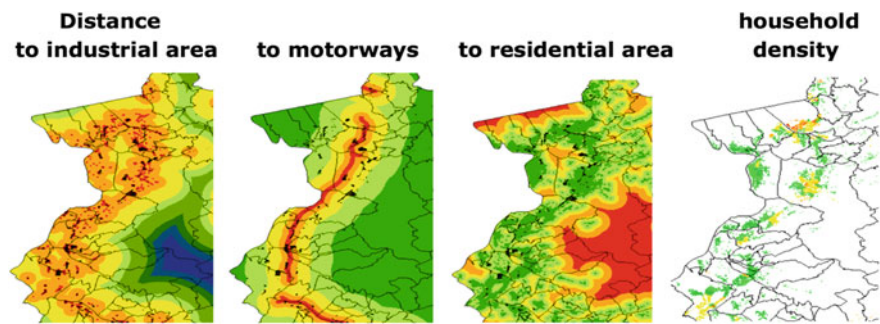 Distance
to industrial area
to motorways
to residential area
household
density